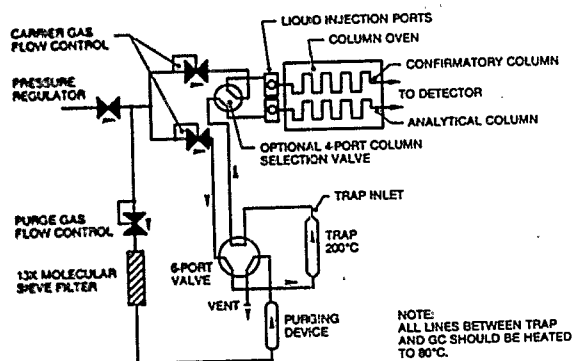 CARRIER GAS
FLOW CONTROL
PRESSURE
REGULATOR
LIQUID INJECTION PORTS
COLUMN OVEN
CONFIRMATORY COLUMN
TO DETECTOR
ANALYTICAL COLUMN
OPTIONAL 4-PORT COLUMN
SELECTION VALVE
PURGE GAS
FLOW CONTROL
13X MOLECULAR
SIEVE FILTER
6-PORT
VALVE
TRAP INLET
TRAP
200°C
VENT
PURGING
DEVICE
NOTE:
ALL LINES BETWEEN TRAP
AND GC SHOULD BE HEATED
TO 80°C.